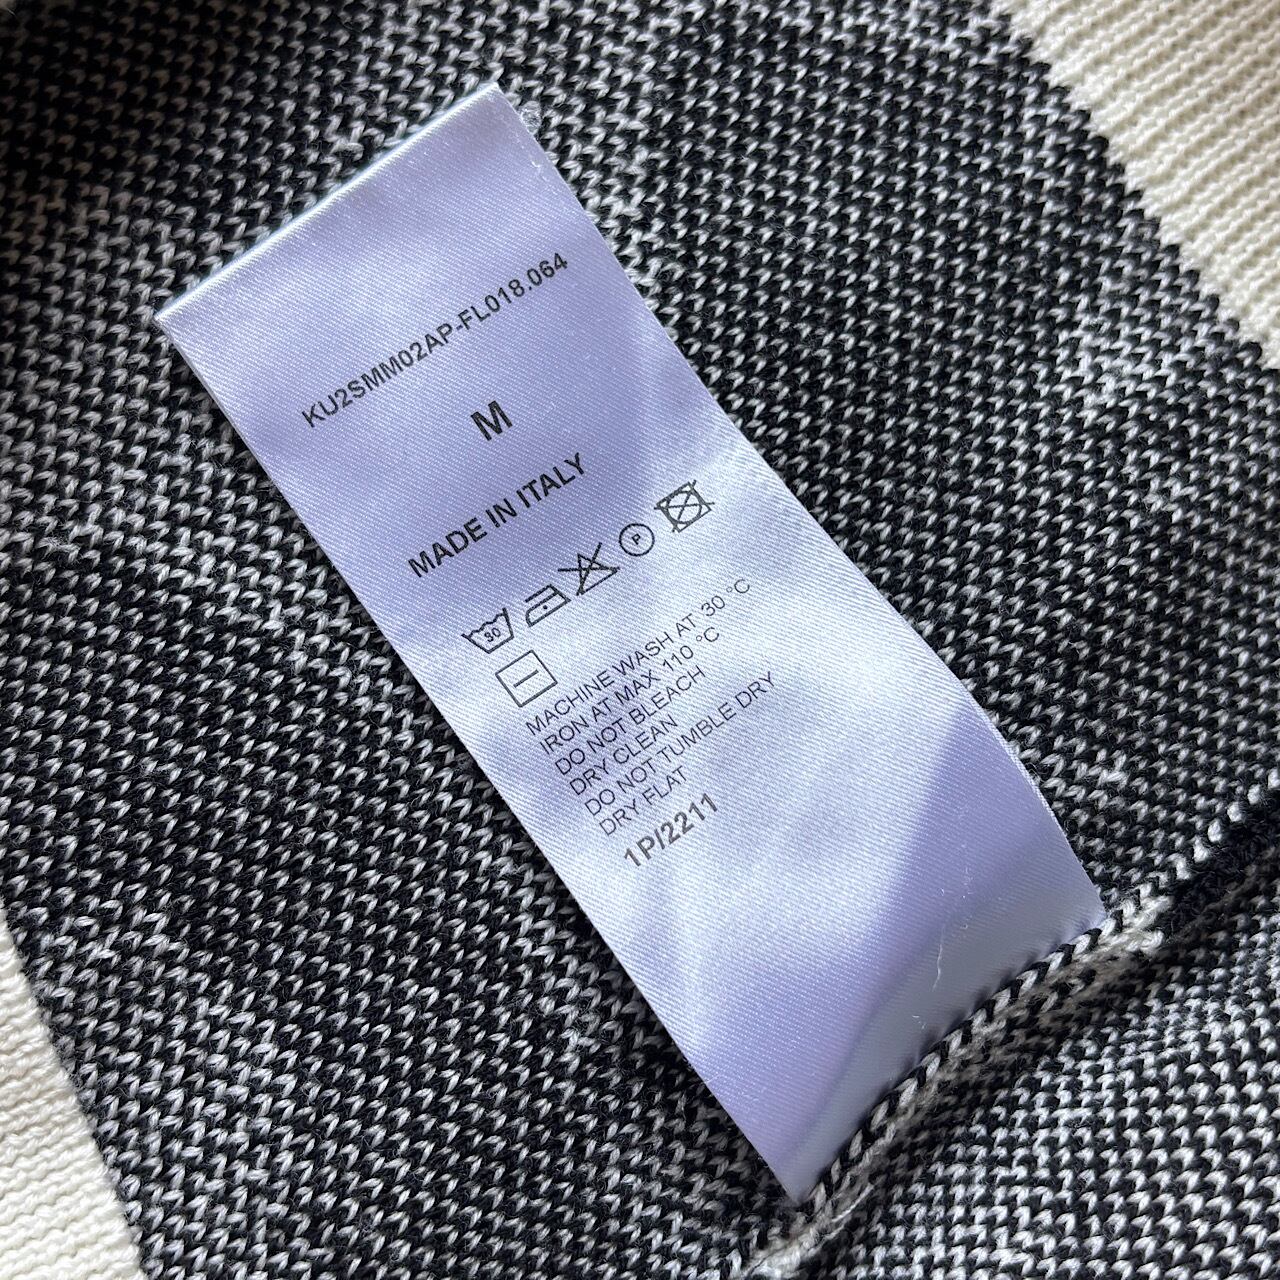 KU2SMM02AP-FL018.064
M
MADE IN ITALY
30
P
MACHINE WASH AT 30 °C
IRON AT MAX 110 °C
DO NOT BLEACH
DRY CLEAN
DO NOT TUMBLE DRY
DRY FLAT
1P/2211